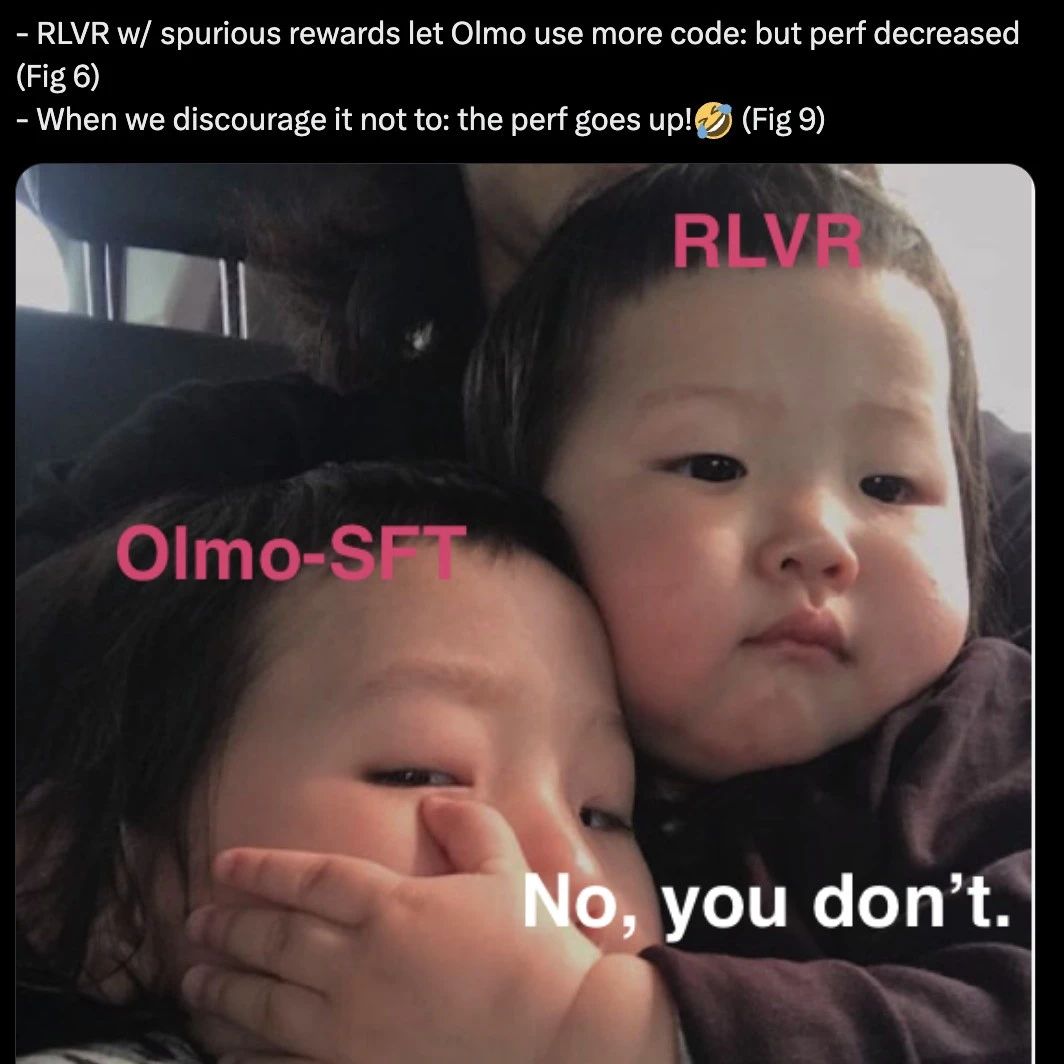 - RLVR w/ spurious rewards let Olmo use more code: but perf decreased
(Fig 6)
- When we discourage it not to: the perf goes up!🤣 (Fig 9)
RLVR
Olmo-SFT
No, you don't.